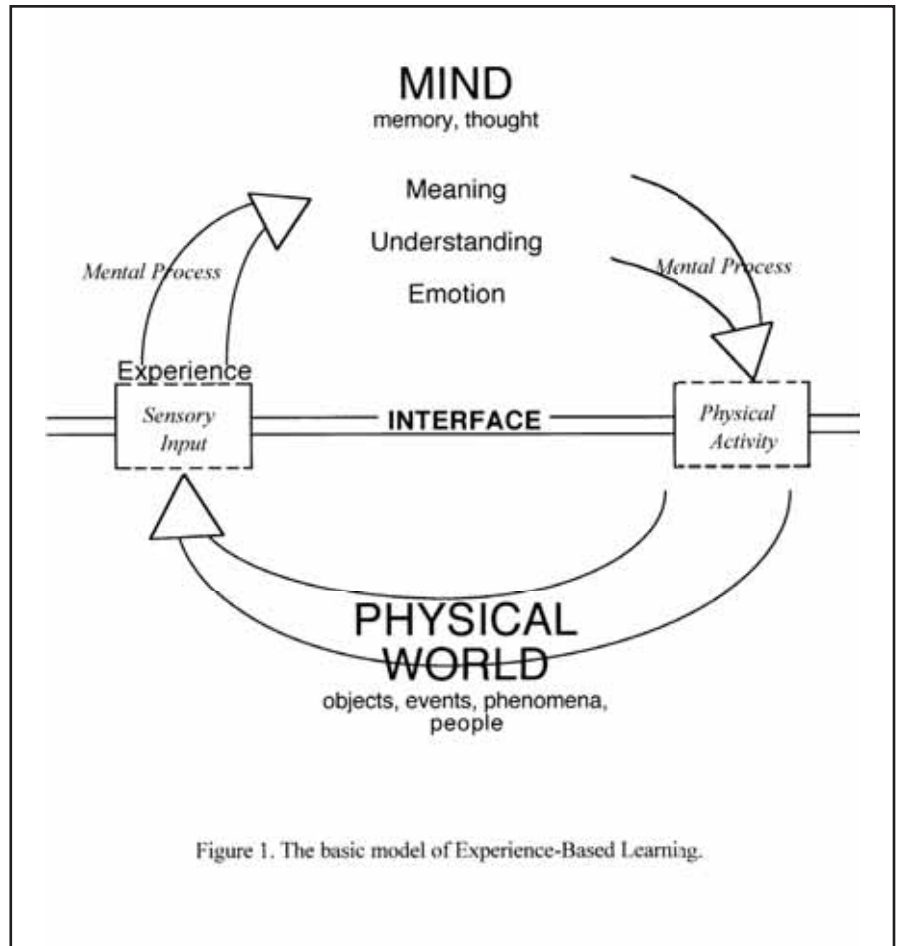 MIND
memory, thought
Meaning
Understanding
Emotion
Mental Process
Mental Process
Experience
Sensory
Input
INTERFACE
Physical
Activity
PHYSICAL
WORLD
objects, events, phenomena,
people
Figure 1. The basic model of Experience-Based Learning.